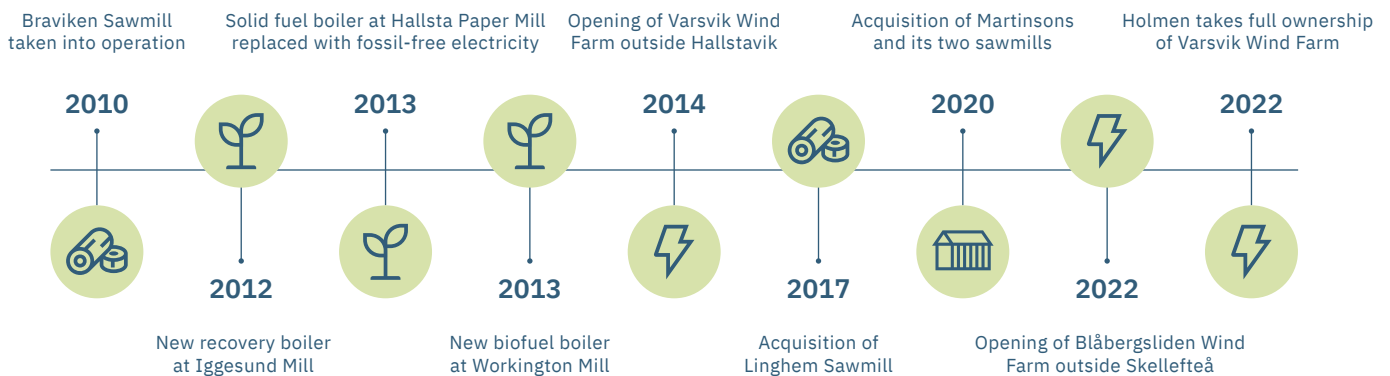 Braviken Sawmill
taken into operation
2010
New recovery boiler
at Iggesund Mill
2012
Solid fuel boiler at Hallsta Paper Mill
replaced with fossil-free electricity
2013
New biofuel boiler
at Workington Mill
2013
Opening of Varsvik Wind
Farm outside Hallstavik
2014
Acquisition of
Linghem Sawmill
2017
Acquisition of Martinsons
and its two sawmills
2020
Opening of Blåbergsliden Wind
Farm outside Skellefteå
2022
Holmen takes full ownership
of Varsvik Wind Farm
2022